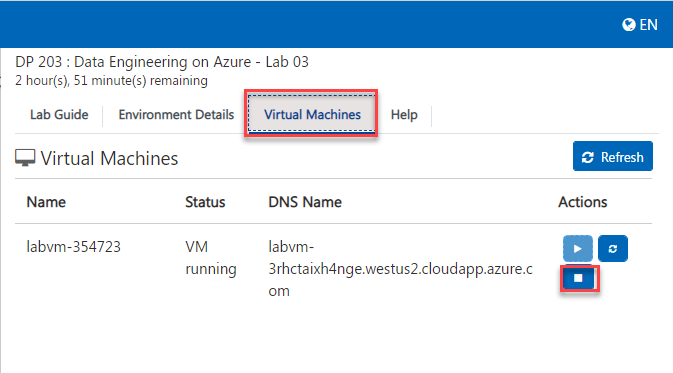 EN
DP 203 : Data Engineering on Azure - Lab 03
2 hour(s), 51 minute(s) remaining
Lab Guide Environment Details Virtual Machines Help
Virtual Machines Refresh
Name Status DNS Name Actions
labvm-354723 VM labvm-
running 3rhctaixh4nge.westus2.cloudapp.azure.c
om